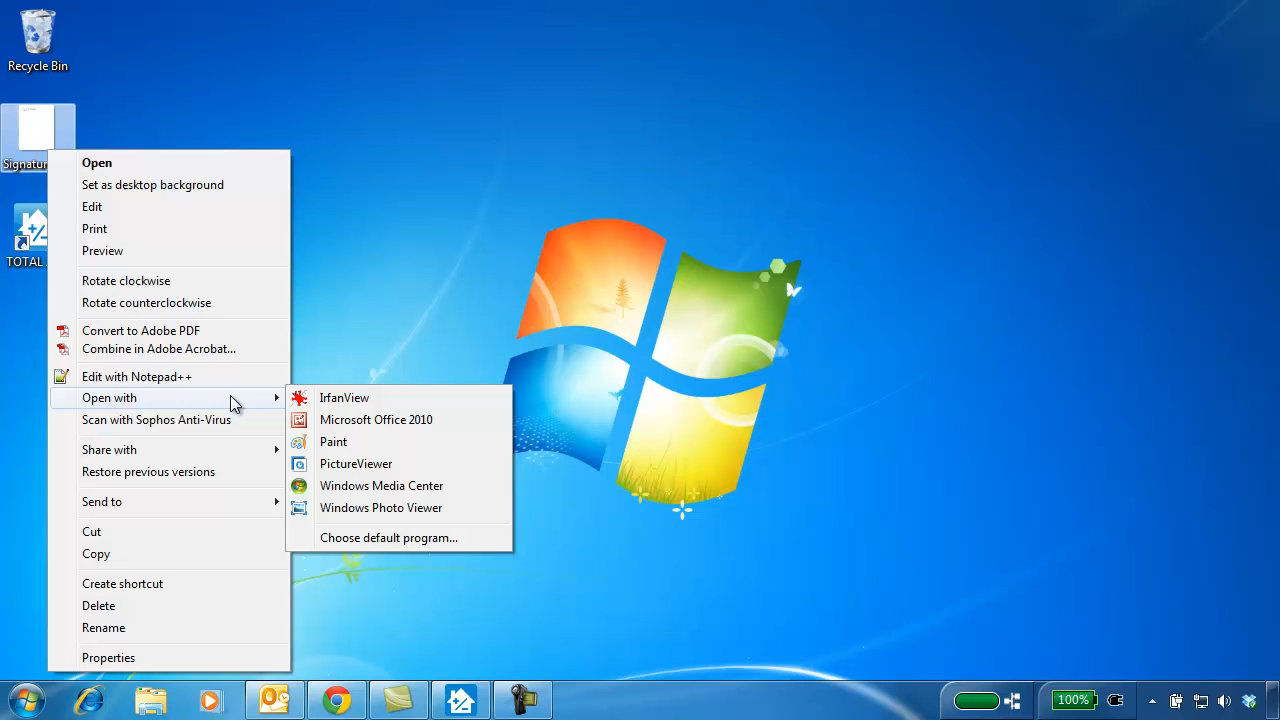 Recycle Bin
Signatur
TOTAL
Open
Set as desktop background
Edit
Print
Preview
Rotate clockwise
Rotate counterclockwise
Convert to Adobe PDF
Combine in Adobe Acrobat...
Edit with Notepad++
Open with
Scan with Sophos Anti-Virus
Share with
Restore previous versions
Send to
Cut
Copy
Create shortcut
Delete
Rename
Properties
IrfanView
Microsoft Office 2010
Paint
PictureViewer
Windows Media Center
Windows Photo Viewer
Choose default program...
100%